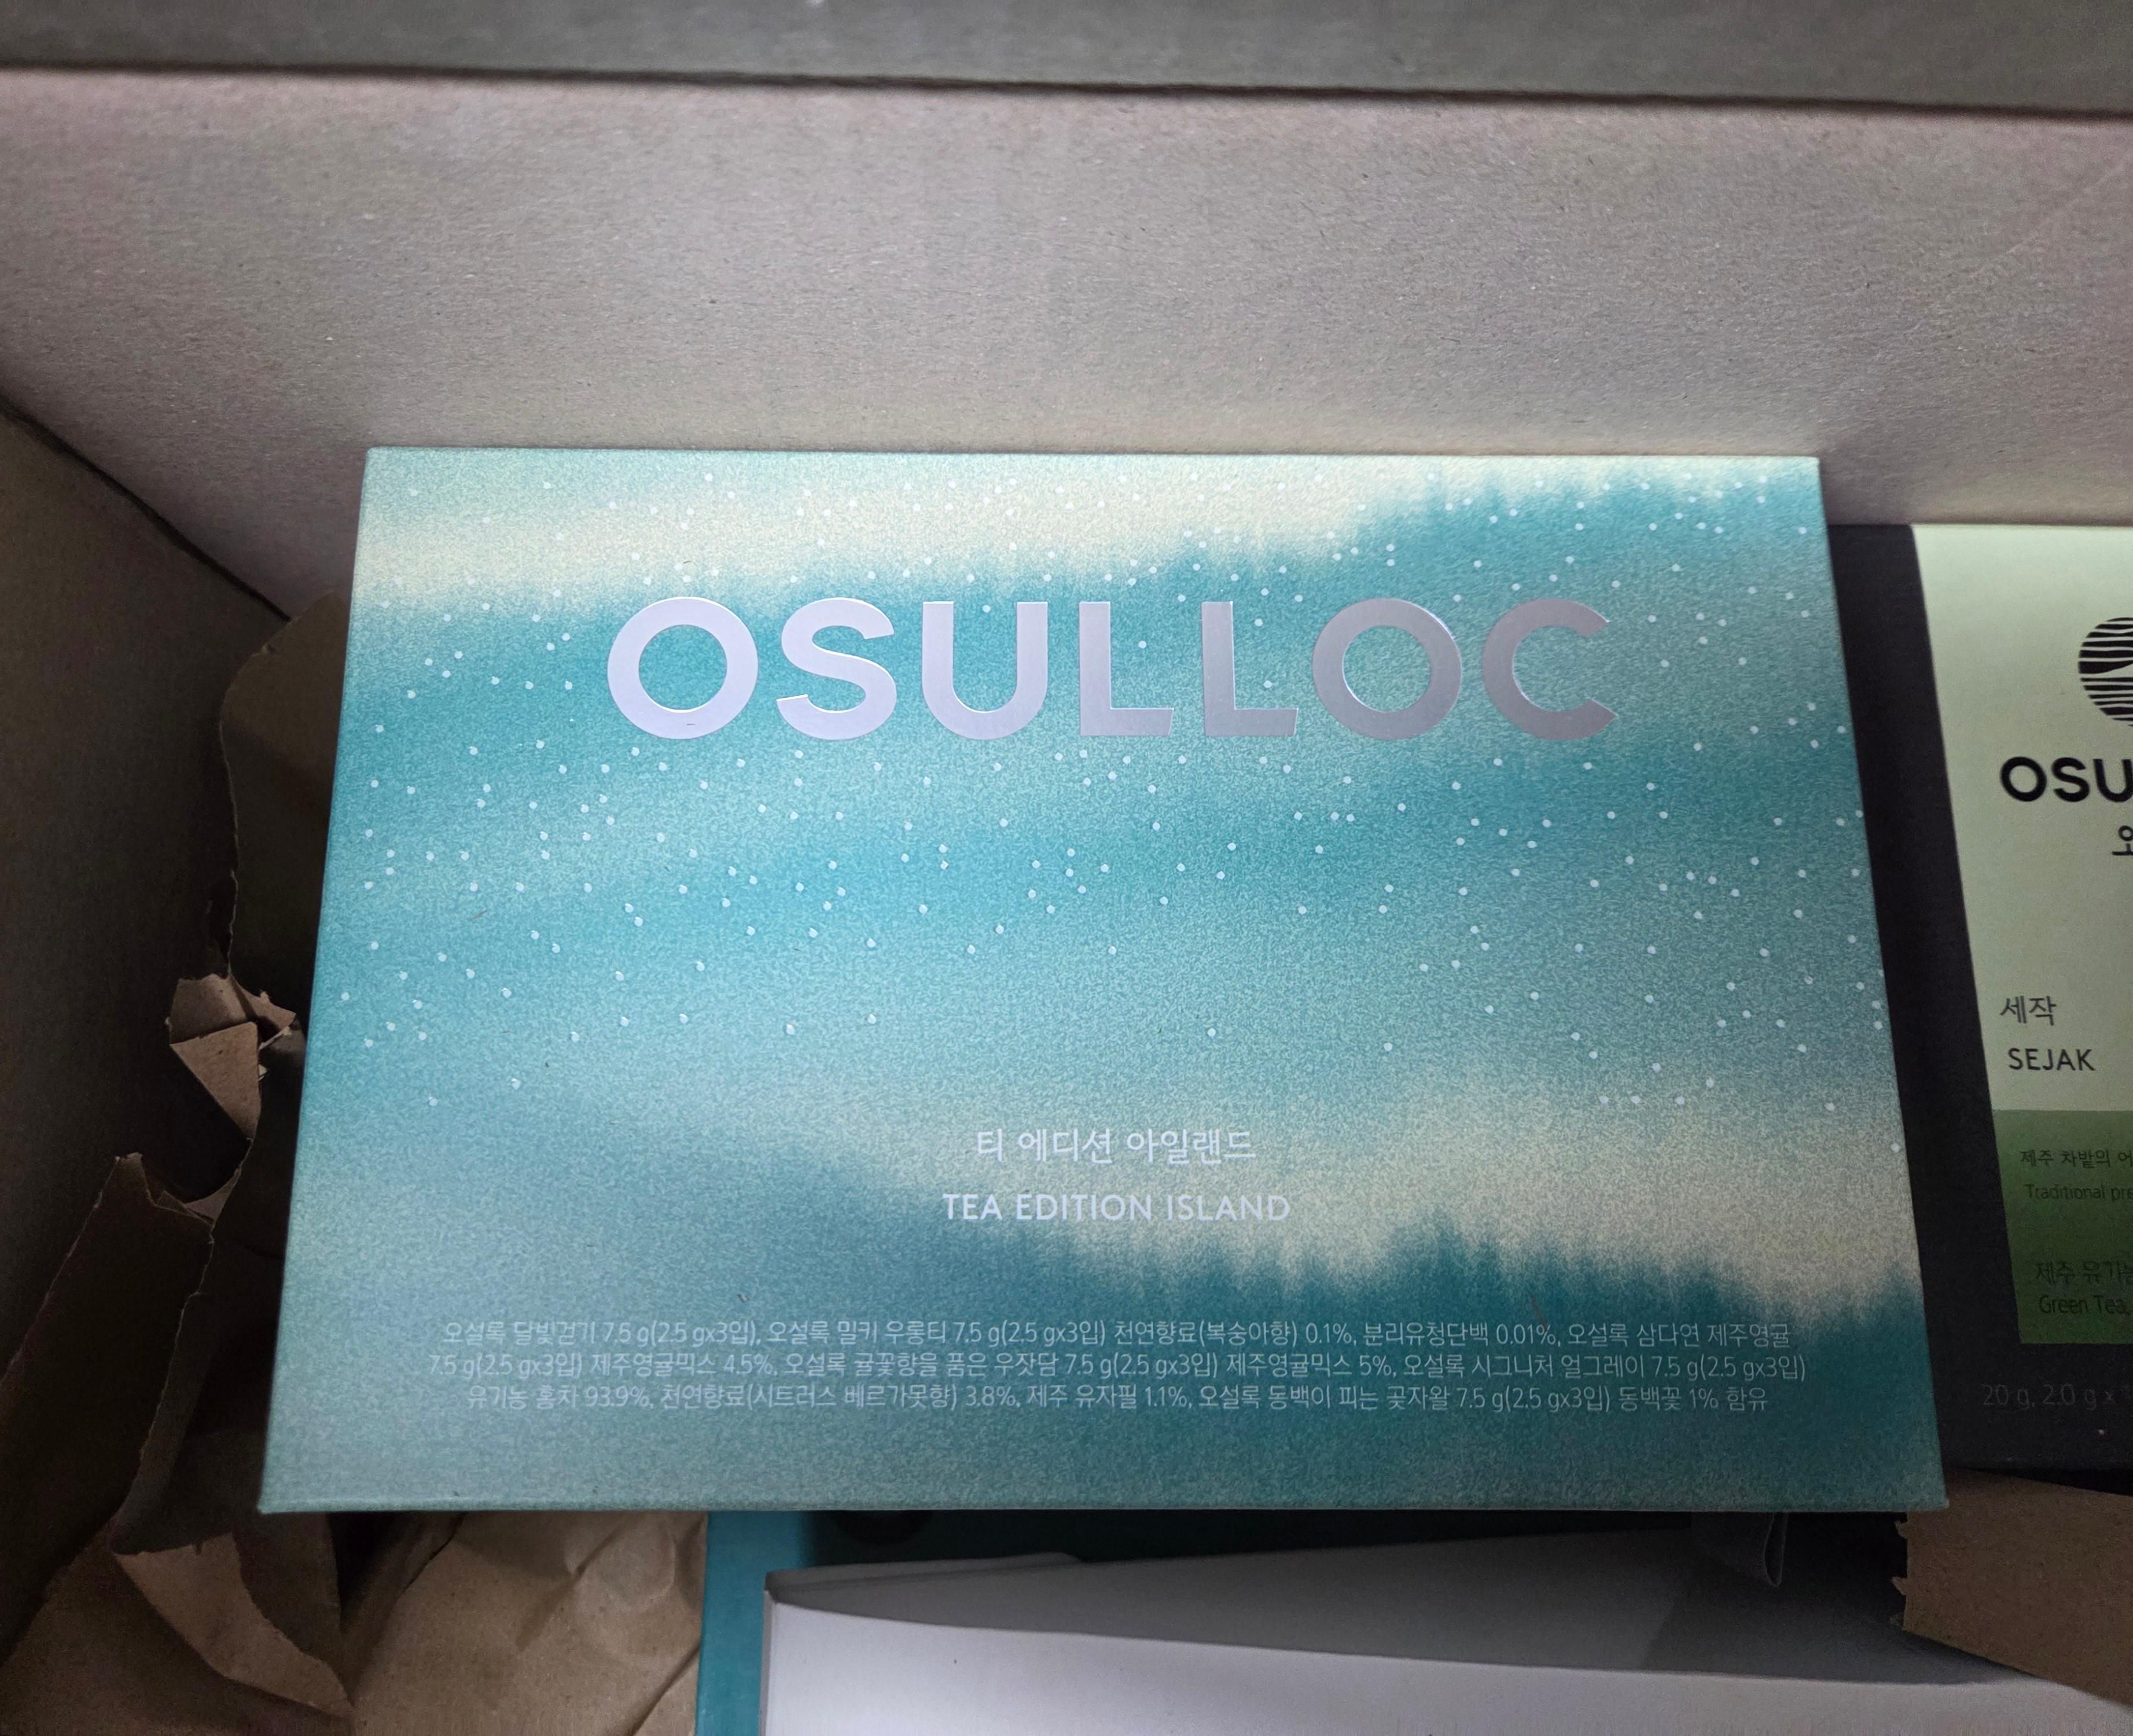 OSULLOC
티 에디션 아일랜드
TEA EDITION ISLAND
오설록 달빛걷기 7.5 g(2.5 gx3입), 오설록 밀키 우롱티 7.5 g(2.5 gx3입) 천연향료(복숭아향) 0.1%, 분리유청단백 0.01%, 오설록 삼다연 제주영귤
7.5 g(2.5 gx3입) 제주영귤믹스 4.5%, 오설록 귤꽃향을 품은 우잣담 7.5 g(2.5 gx3입) 제주영귤믹스 5%, 오설록 시그니처 얼그레이 7.5 g(2.5 gx3입)
유기농 홍차 93.9%, 천연향료(시트러스 베르가못향) 3.8%, 제주 유자필 1.1%, 오설록 동백이 피는 곶자왈 7.5 g(2.5 gx3입) 동백꽃 1% 함유
OSU
세작
SEJAK
제주 차밭의
Traditional
제주
Green Tea,
20 g, 2.0 g x